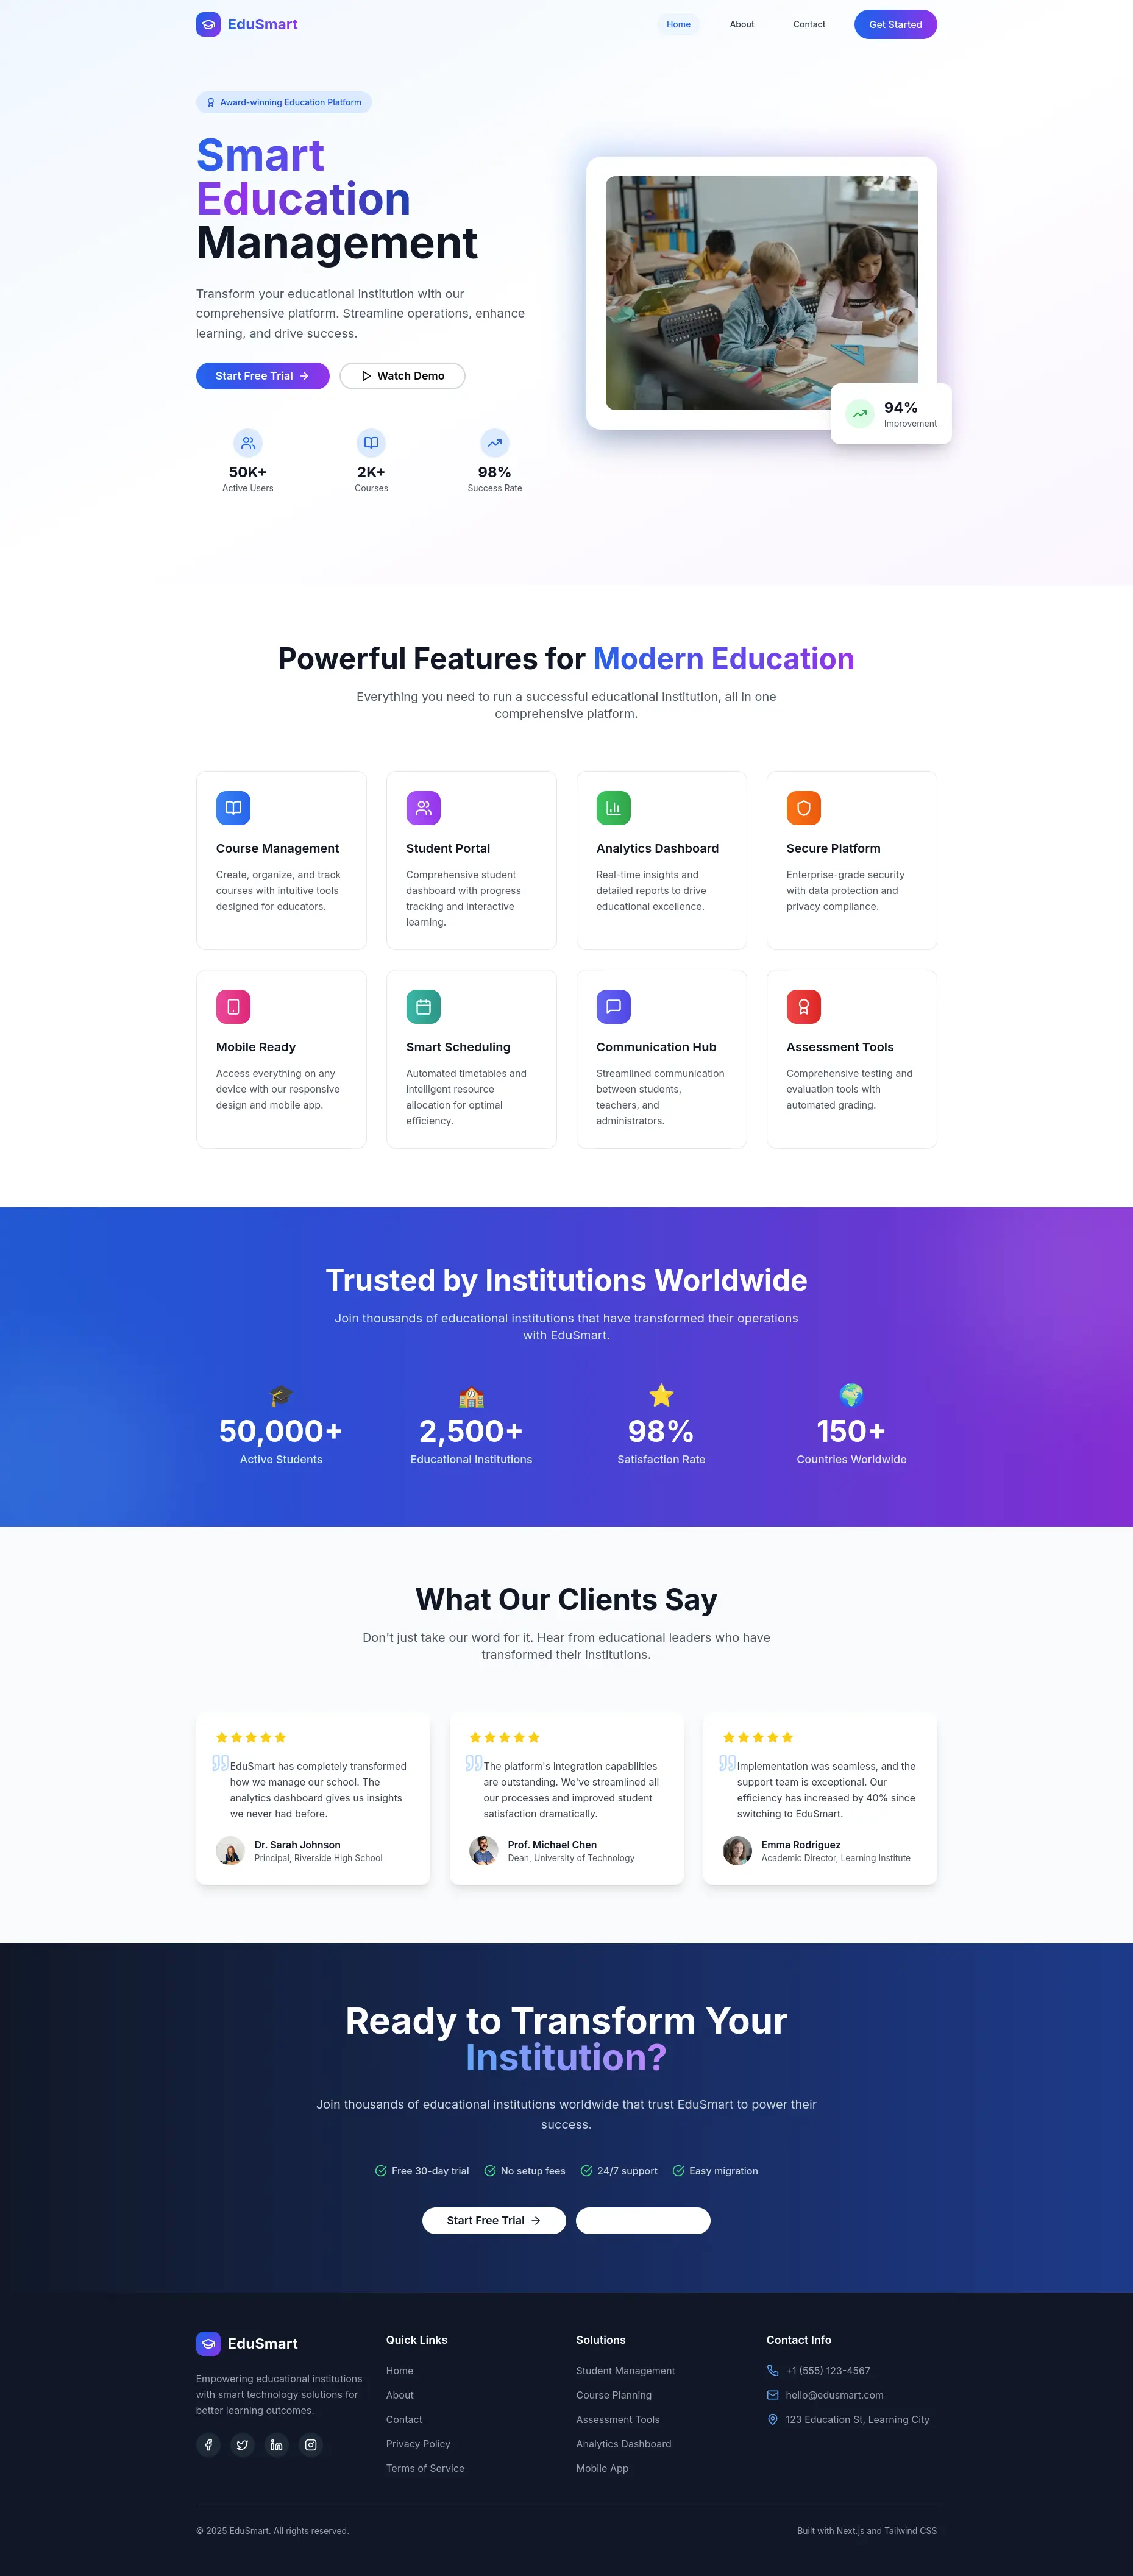 EduSmart
Home
About
Contact
Get Started
Award-winning Education Platform
Smart
Education
Management
Transform your educational institution with our
comprehensive platform. Streamline operations, enhance
learning, and drive success.
Start Free Trial
Watch Demo
94%
Improvement
50K+
Active Users
2K+
Courses
98%
Success Rate
Powerful Features for Modern Education
Everything you need to run a successful educational institution, all in one
comprehensive platform.
Course Management
Create, organize, and track
courses with intuitive tools
designed for educators.
Student Portal
Comprehensive student
dashboard with progress
tracking and interactive
learning.
Analytics Dashboard
Real-time insights and
detailed reports to drive
educational excellence.
Secure Platform
Enterprise-grade security
with data protection and
privacy compliance.
Mobile Ready
Access everything on any
device with our responsive
design and mobile app.
Smart Scheduling
Automated timetables and
intelligent resource
allocation for optimal
efficiency.
Communication Hub
Streamlined communication
between students,
teachers, and
administrators.
Assessment Tools
Comprehensive testing and
evaluation tools with
automated grading.
Trusted by Institutions Worldwide
Join thousands of educational institutions that have transformed their operations
with EduSmart.
50,000+
Active Students
2,500+
Educational Institutions
98%
Satisfaction Rate
150+
Countries Worldwide
What Our Clients Say
Don't just take our word for it. Hear from educational leaders who have
transformed their institutions.
EduSmart has completely transformed
how we manage our school. The
analytics dashboard gives us insights
we never had before.
Dr. Sarah Johnson
Principal, Riverside High School
The platform's integration capabilities
are outstanding. We've streamlined all
our processes and improved student
satisfaction dramatically.
Prof. Michael Chen
Dean, University of Technology
Implementation was seamless, and the
support team is exceptional. Our
efficiency has increased by 40% since
switching to EduSmart.
Emma Rodriguez
Academic Director, Learning Institute
Ready to Transform Your
Institution?
Join thousands of educational institutions worldwide that trust EduSmart to power their
success.
Free 30-day trial
No setup fees
24/7 support
Easy migration
Start Free Trial
EduSmart
Empowering educational institutions
with smart technology solutions for
better learning outcomes.
Quick Links
Home
About
Contact
Privacy Policy
Terms of Service
Solutions
Student Management
Course Planning
Assessment Tools
Analytics Dashboard
Mobile App
Contact Info
+1 (555) 123-4567
hello@edusmart.com
123 Education St, Learning City
© 2025 EduSmart. All rights reserved.
Built with Next.js and Tailwind CSS